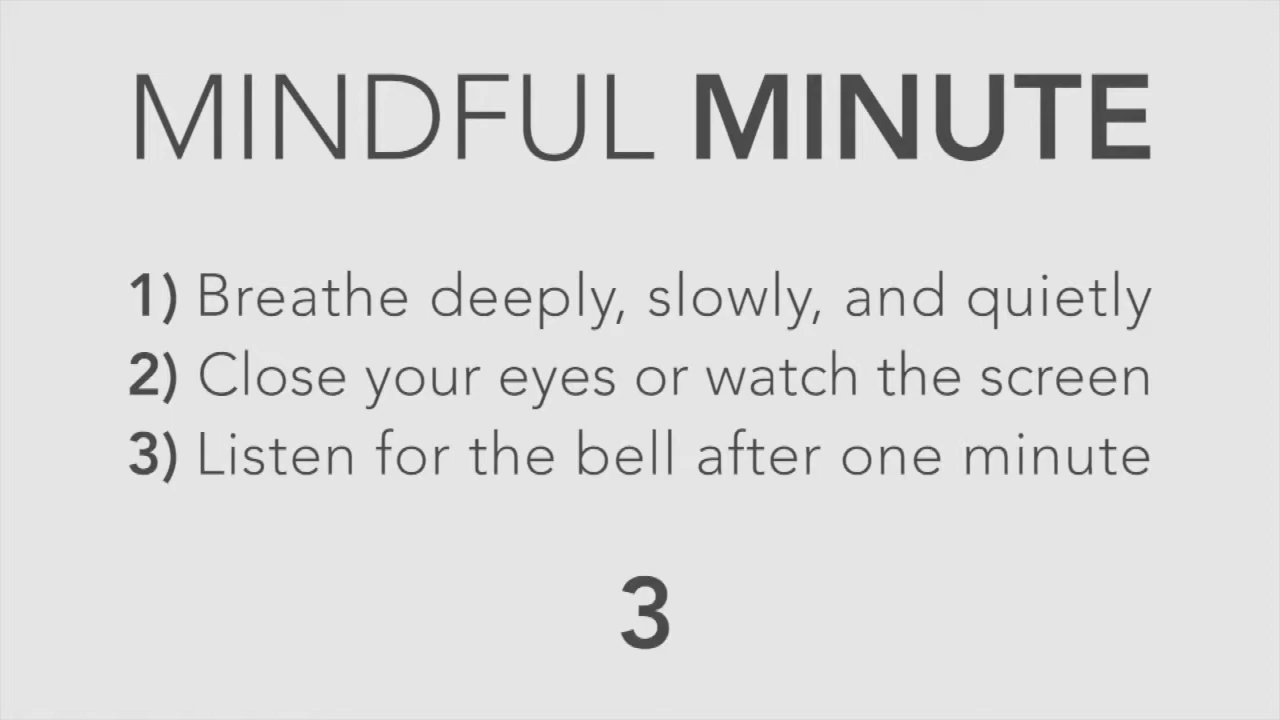 MINDFUL MINUTE
1) Breathe deeply, slowly, and quietly
2) Close your eyes or watch the screen
3) Listen for the bell after one minute
3